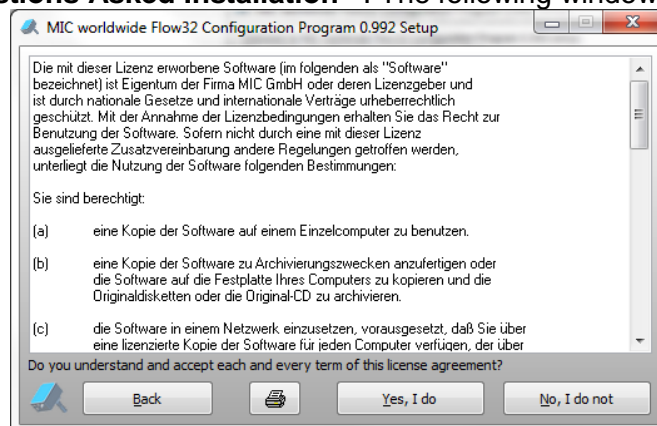 ctions Asked Installation" . The following window
MIC worldwide Flow32 Configuration Program 0.992 Setup
Die mit dieser Lizenz erworbene Software (im folgenden als "Software"
bezeichnet) ist Eigentum der Firma MIC GmbH oder deren Lizenzgeber und
ist durch nationale Gesetze und internationale Verträge urheberrechtlich
geschützt. Mit der Annahme der Lizenzbedingungen erhalten Sie das Recht zur
Benutzung der Software. Sofern nicht durch eine mit dieser Lizenz
ausgelieferte Zusatzvereinbarung andere Regelungen getroffen werden,
unterliegt die Nutzung der Software folgenden Bestimmungen:
Sie sind berechtigt:
(a) eine Kopie der Software auf einem Einzelcomputer zu benutzen.
(b) eine Kopie der Software zu Archivierungszwecken anzufertigen oder
die Software auf die Festplatte Ihres Computers zu kopieren und die
Originaldisketten oder die Original-CD zu archivieren.
(c) die Software in einem Netzwerk einzusetzen, vorausgesetzt, daß Sie über
eine lizenzierte Kopie der Software für jeden Computer verfügen, der über
Do you understand and accept each and every term of this license agreement?
Back Yes, I do No, I do not